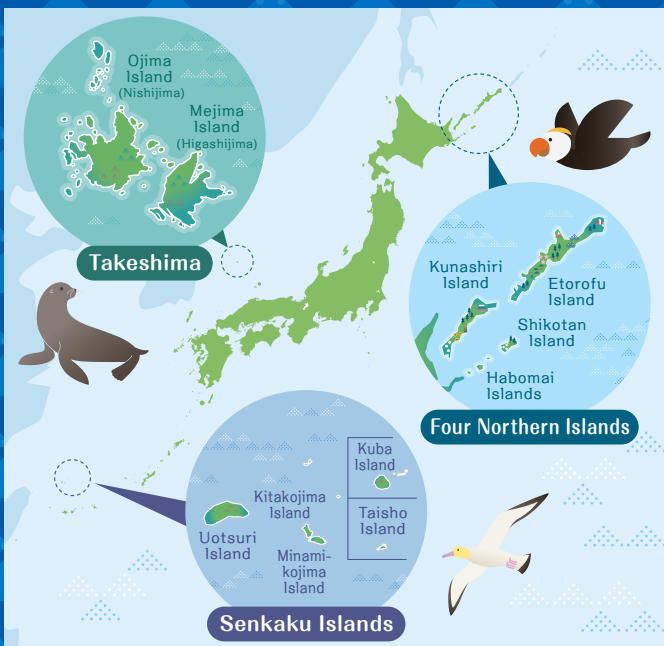 Ojima
Island
(Nishijima)
Mejima
Island
(Higashijima)
Takeshima
Kunashiri
Island
Etorofu
Island
Shikotan
Island
Habomai
Islands
Four Northern Islands
Kuba
Island
Kitakojima
Island
Taisho
Island
Uotsuri
Island
Minami-
kojima
Island
Senkaku Islands